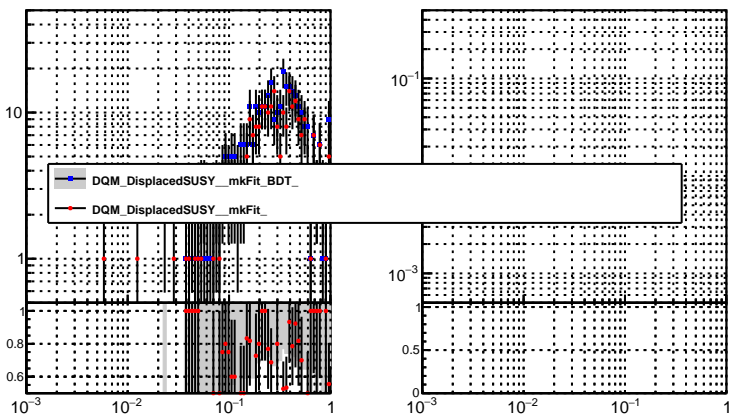 10
1
1
0.8
0.6
10⁻³ 10⁻² 10⁻¹ 1
DQM_DisplacedSUSY__mkFit_BDT_
DQM_DisplacedSUSY__mkFit_
10⁻¹
10⁻³
1
0.5
0
10⁻³ 10⁻² 10⁻¹ 1